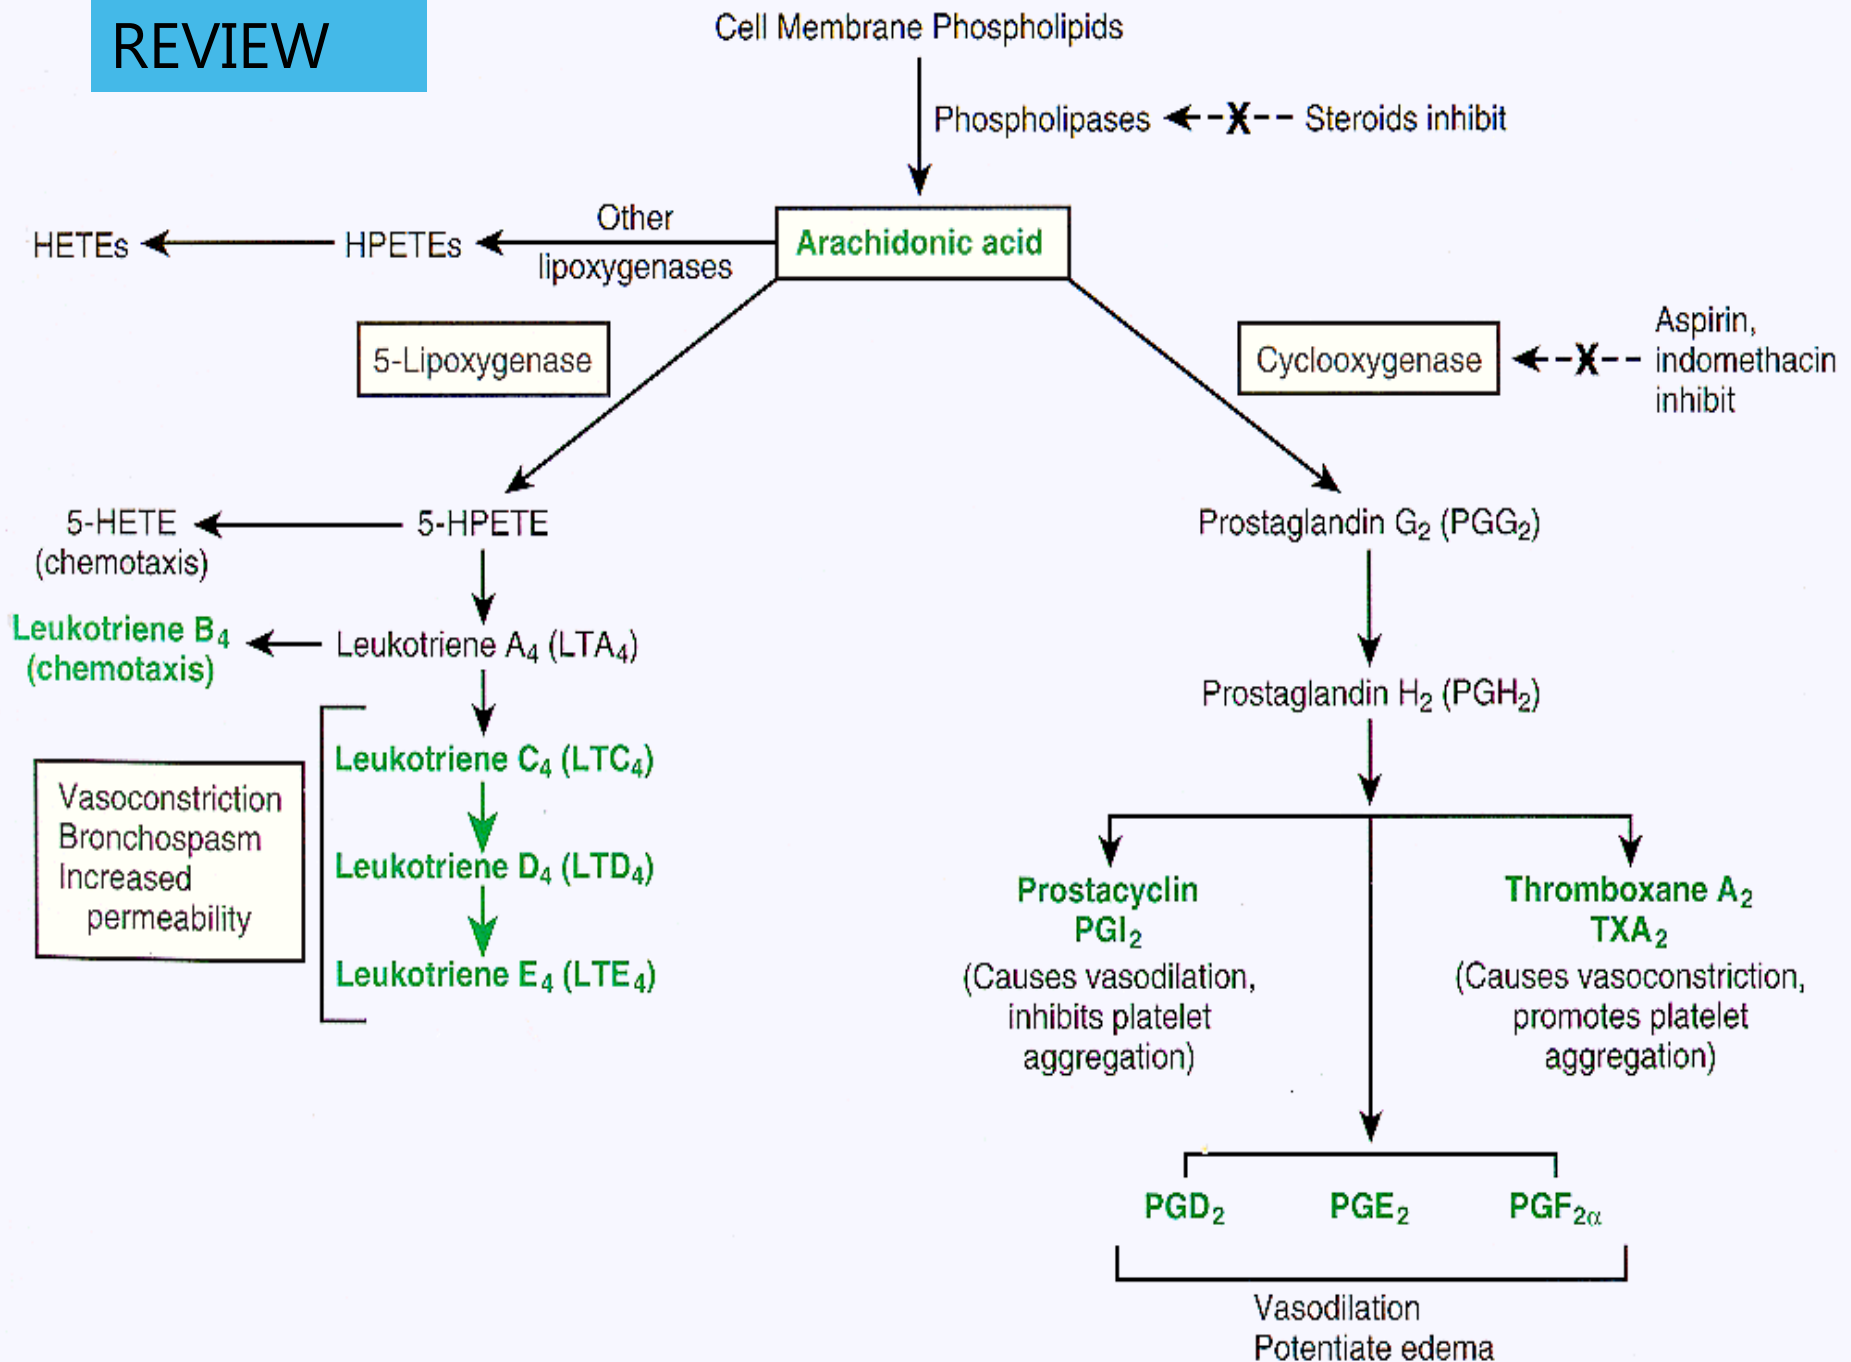 REVIEW
Cell Membrane Phospholipids
Phospholipases
X
Steroids inhibit
Other
lipoxygenases
HETEs
HPETEs
Arachidonic acid
5-Lipoxygenase
Cyclooxygenase
X
Aspirin,
indomethacin
inhibit
5-HETE
(chemotaxis)
5-HPETE
Prostaglandin G₂ (PGG₂)
Leukotriene B₄
(chemotaxis)
Leukotriene A₄ (LTA₄)
Prostaglandin H₂ (PGH₂)
Vasoconstriction
Bronchospasm
Increased
permeability
Leukotriene C₄ (LTC₄)
Leukotriene D₄ (LTD₄)
Leukotriene E₄ (LTE₄)
Prostacyclin
PGI₂
(Causes vasodilation,
inhibits platelet
aggregation)
Thromboxane A₂
TXA₂
(Causes vasoconstriction,
promotes platelet
aggregation)
PGD₂
PGE₂
PGF₂α
Vasodilation
Potentiate edema